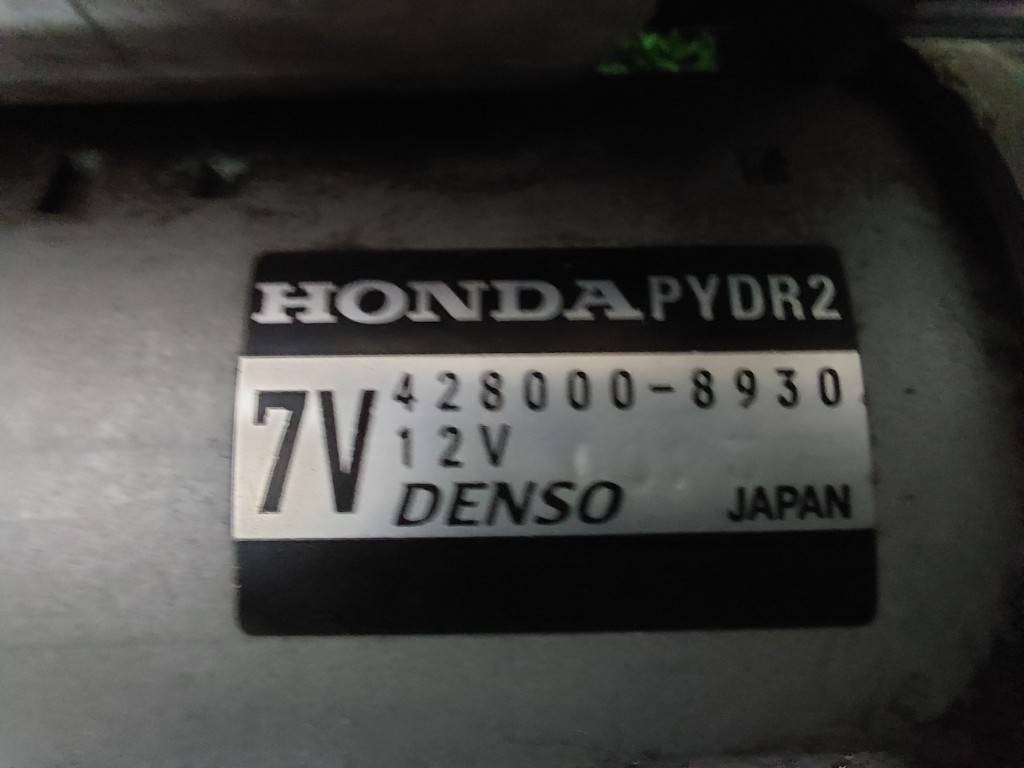 HONDA PYDR2
7V 428000-8930
12V
DENSO JAPAN